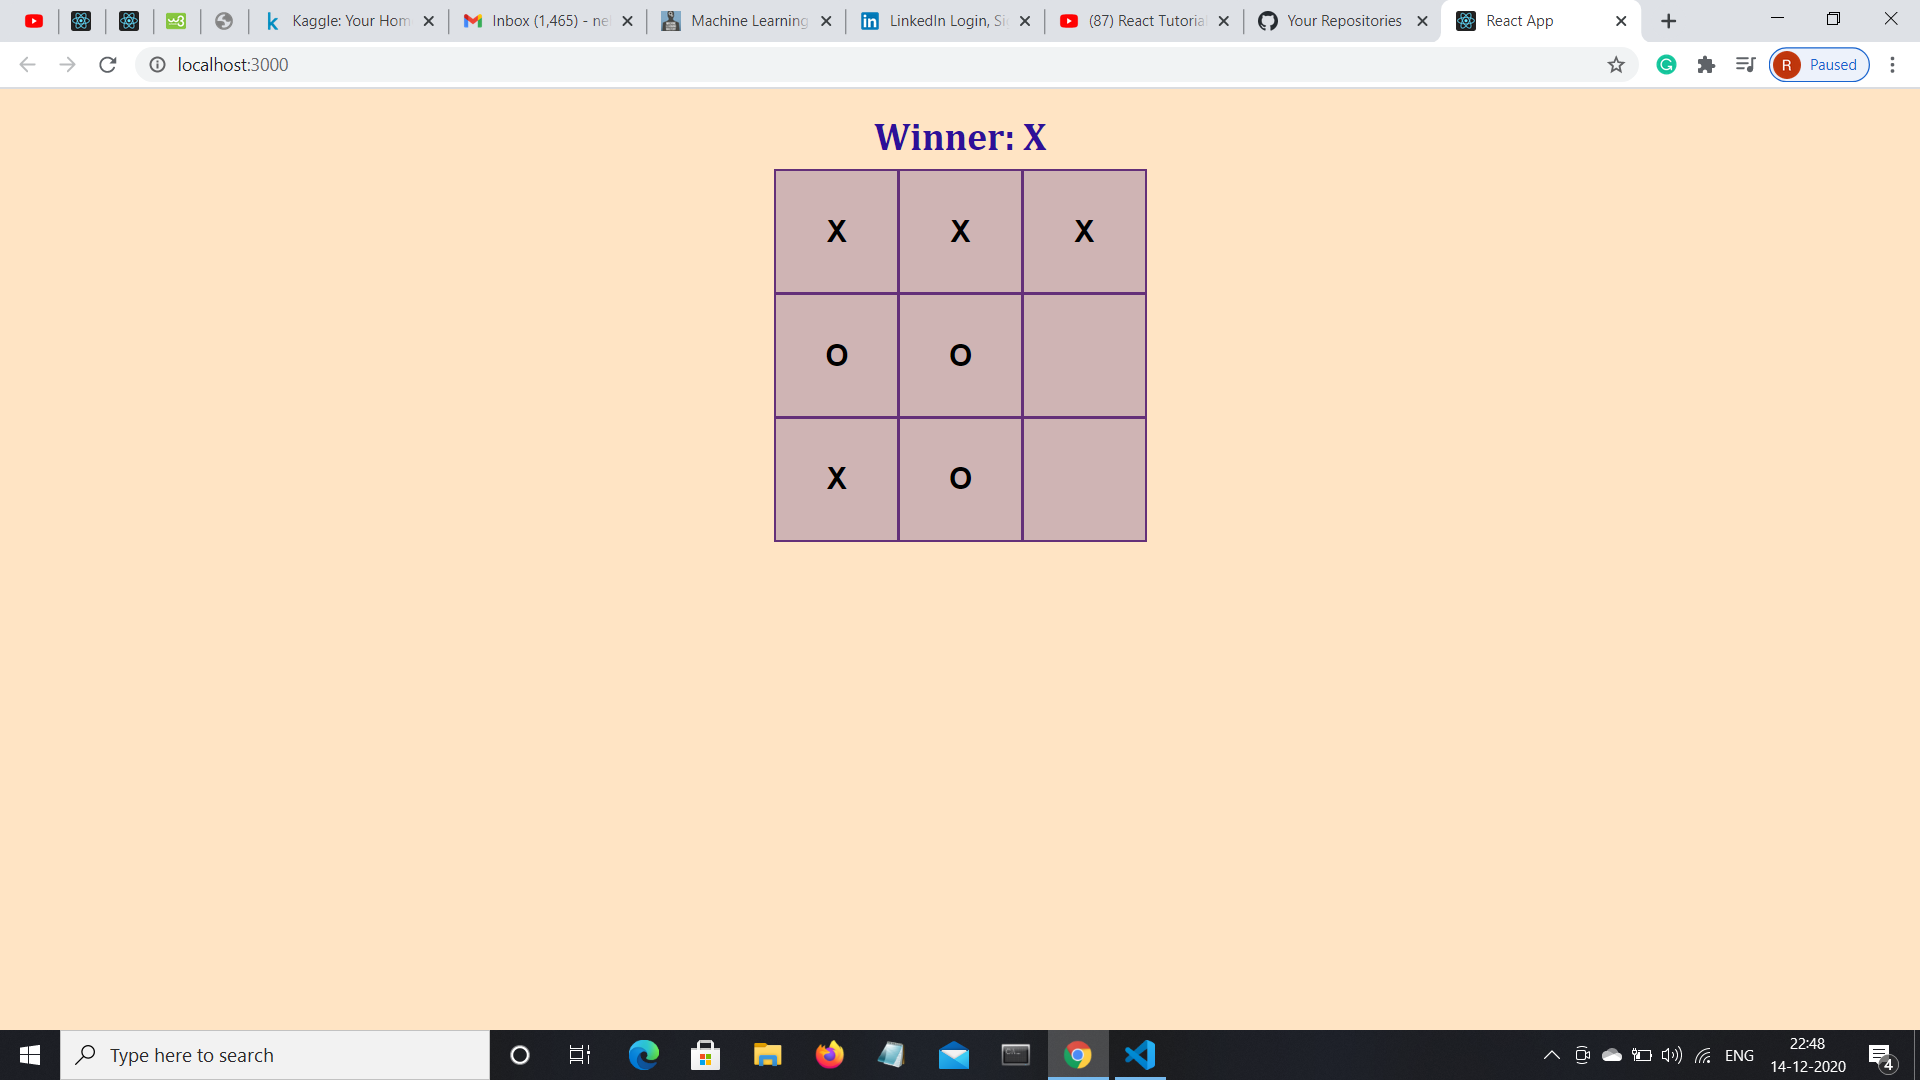 Kaggle: Your Hom
Inbox (1,465) - ne
Machine Learning
LinkedIn Login, Si
(87) React Tutoria
Your Repositories
React App
localhost:3000
R Paused
Winner: X
X X X
O O
X O
Type here to search
ENG
22:48
14-12-2020
4